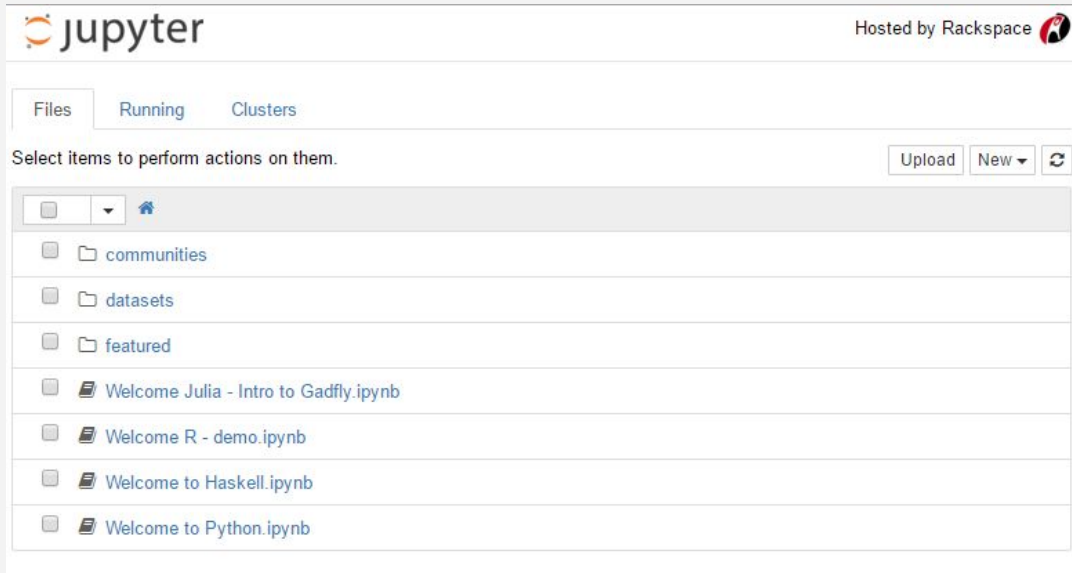 jupyter
Hosted by Rackspace
Files Running Clusters
Select items to perform actions on them.
Upload New
communities
datasets
featured
Welcome Julia - Intro to Gadfly.ipynb
Welcome R - demo.ipynb
Welcome to Haskell.ipynb
Welcome to Python.ipynb